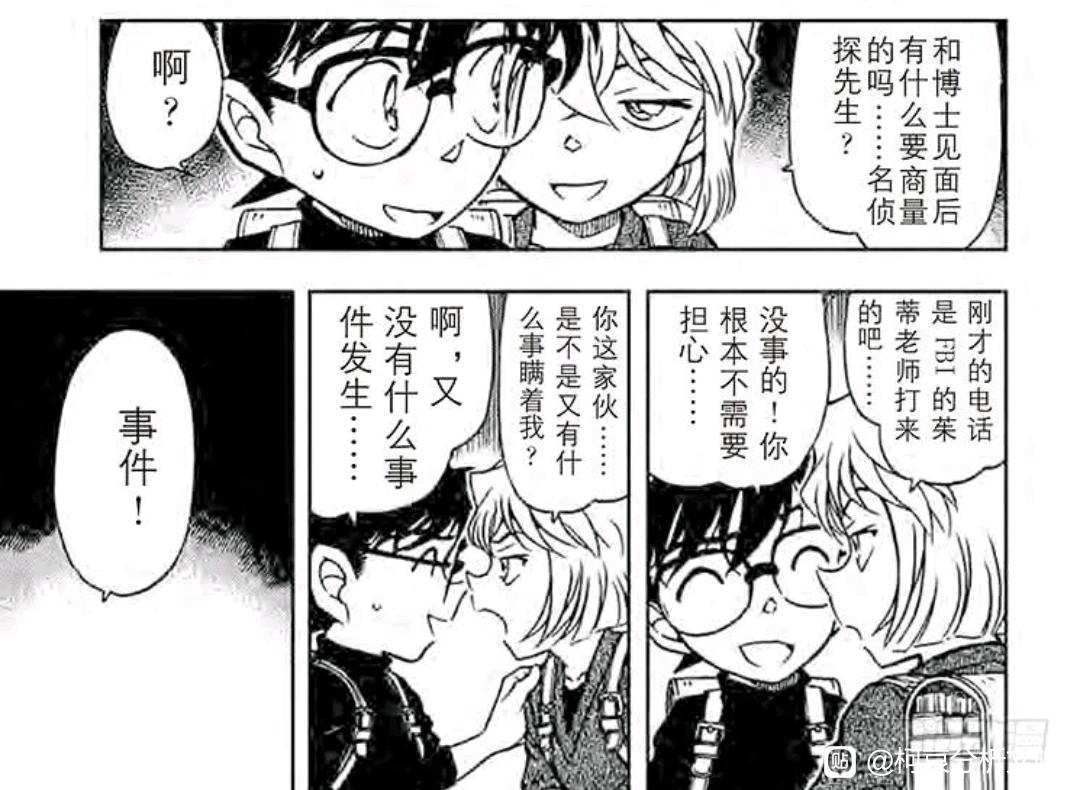 和博士见面后
有什么要商量
的吗……名侦
探先生？
啊？
刚才的电话
是FBI的茱
蒂老师打来
的吧……
没事的！你
根本不需要
担心……
你这家伙……
是不是又有什
么事瞒着我？
啊，又
没有什么事
件发生……
事件！
贴